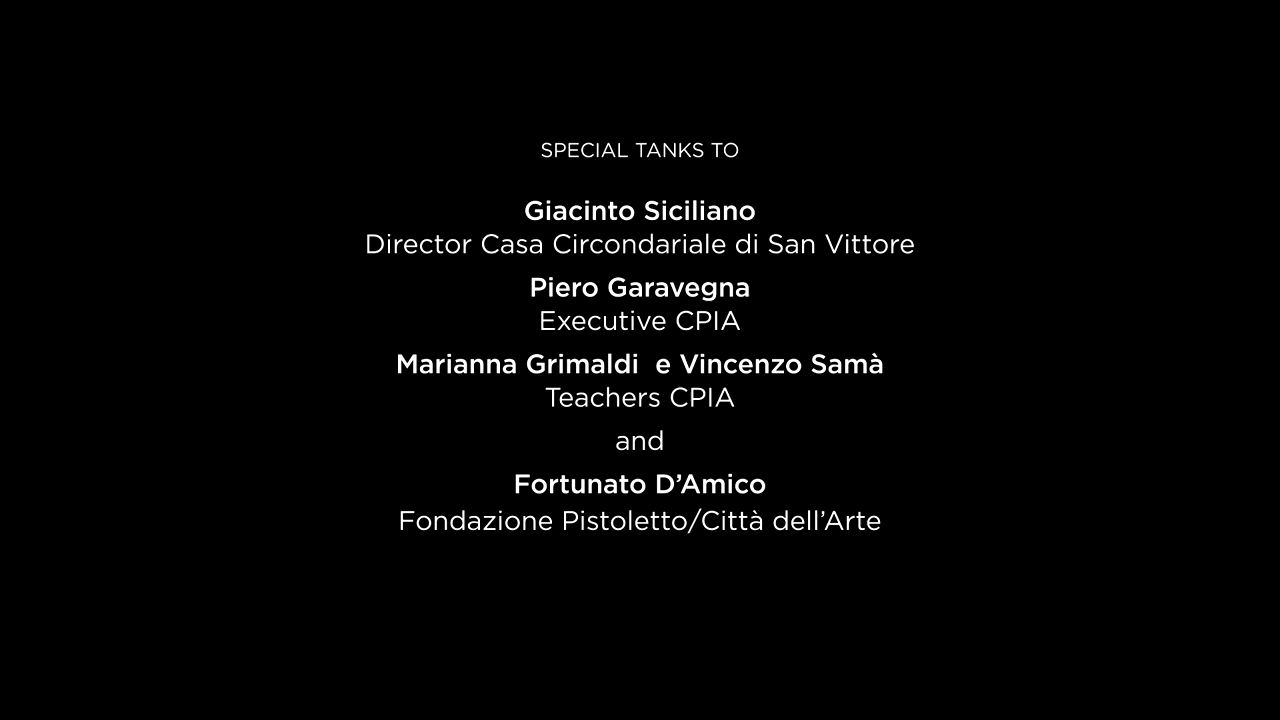 SPECIAL TANKS TO
Giacinto Siciliano
Director Casa Circondariale di San Vittore
Piero Garavegna
Executive CPIA
Marianna Grimaldi  e Vincenzo Samà
Teachers CPIA
and
Fortunato D’Amico
Fondazione Pistoletto/Città dell’Arte